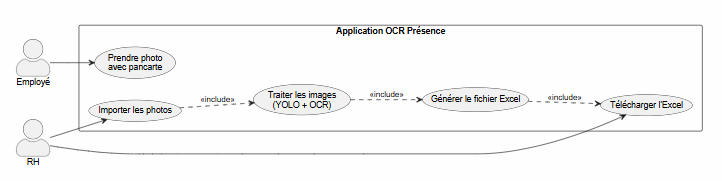 Application OCR Présence
Prendre photo
avec pancarte
Employé
Traiter les images
(YOLO + OCR)
«include»
«include»
Générer le fichier Excel
«include»
Télécharger l'Excel
Importer les photos
RH